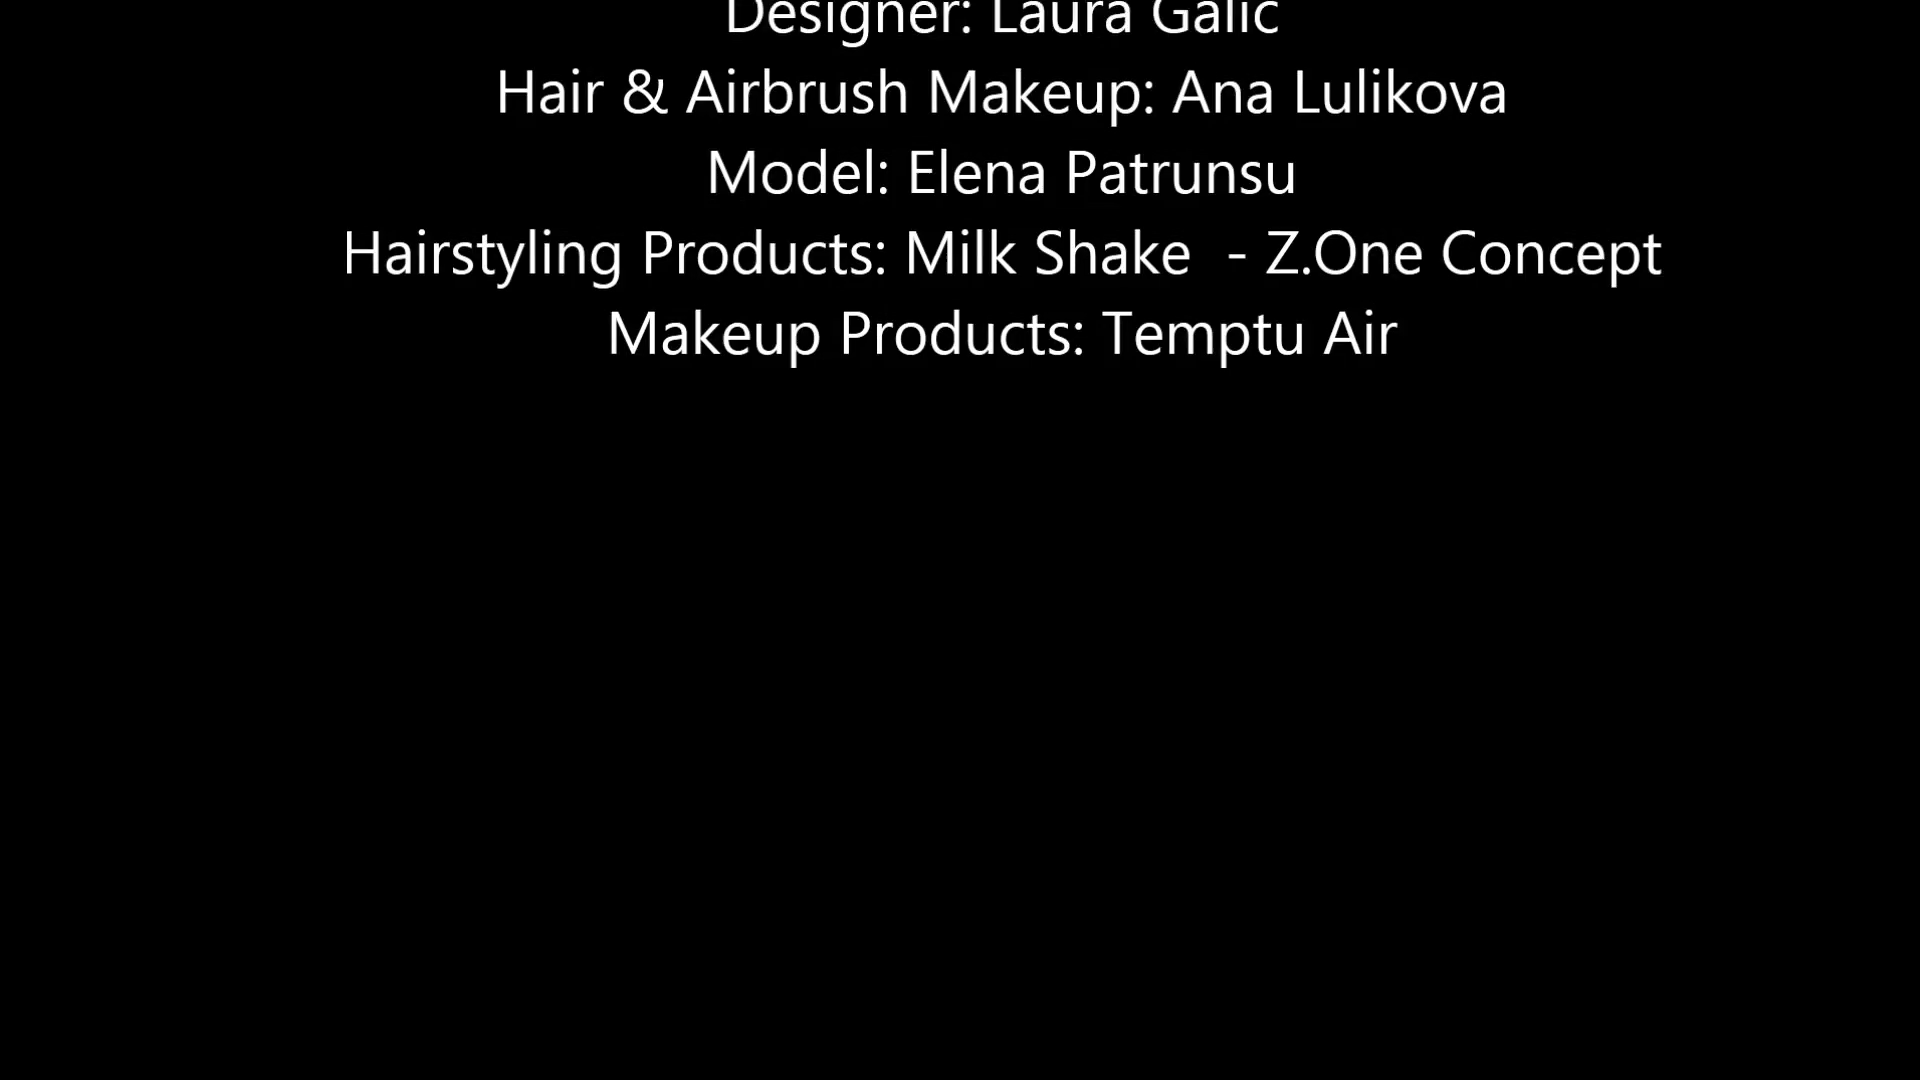 Designer: Laura Galic
Hair & Airbrush Makeup: Ana Lulikova
Model: Elena Patrunsu
Hairstyling Products: Milk Shake  - Z.One Concept
Makeup Products: Temptu Air